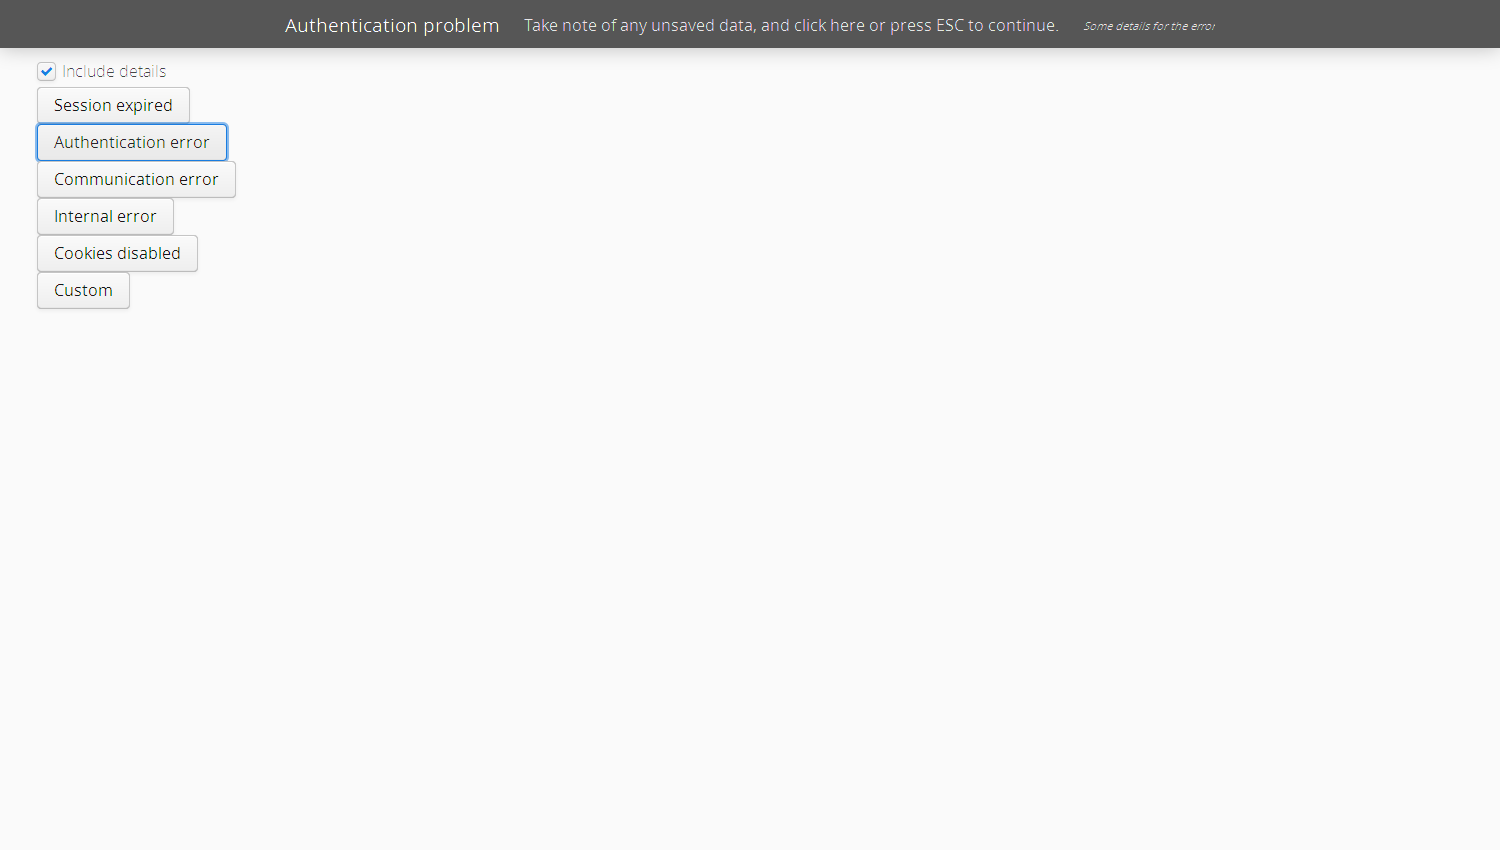 Authentication problem Take note of any unsaved data, and click here or press ESC to continue. Some details for the error
Include details
Session expired
Authentication error
Communication error
Internal error
Cookies disabled
Custom